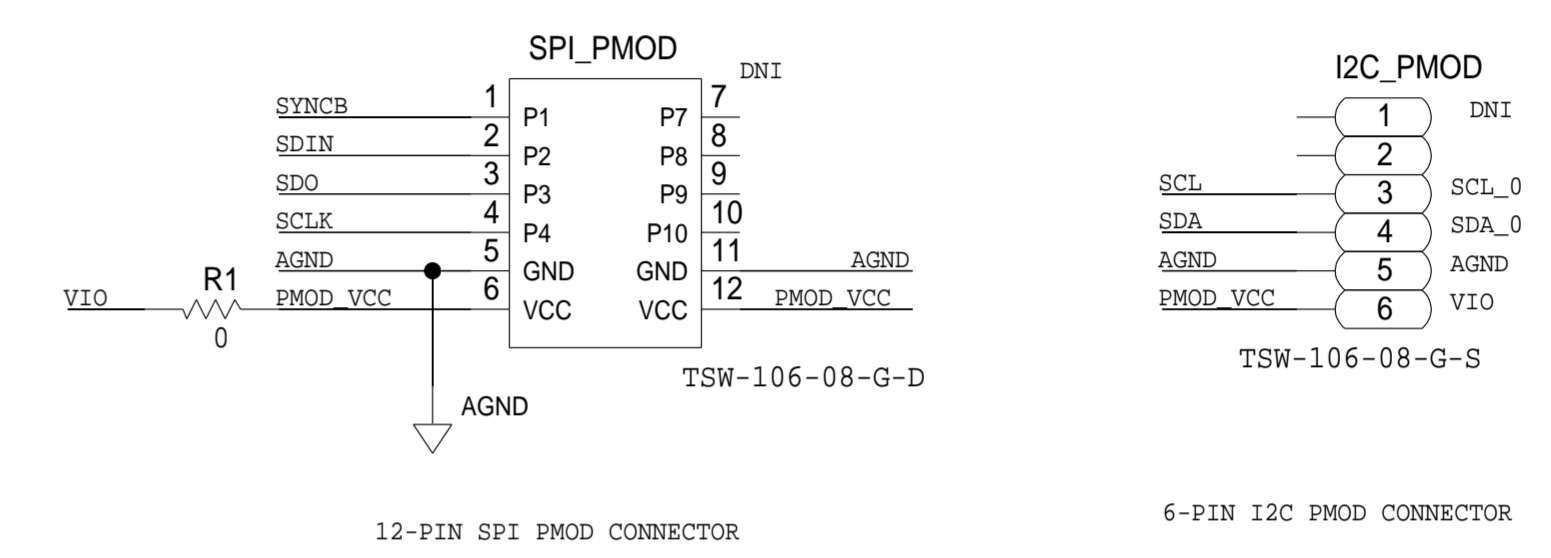 SPI_PMOD
DNI
SYNCB 1 P1 P7 7
SDIN 2 P2 P8 8
SDO 3 P3 P9 9
SCLK 4 P4 P10 10
AGND 5 GND GND 11 AGND
VIO R1 0 PMOD_VCC 6 VCC VCC 12 PMOD_VCC
TSW-106-08-G-D
AGND
12-PIN SPI PMOD CONNECTOR
I2C_PMOD
1 DNI
2
SCL 3 SCL_0
SDA 4 SDA_0
AGND 5 AGND
PMOD_VCC 6 VIO
TSW-106-08-G-S
6-PIN I2C PMOD CONNECTOR